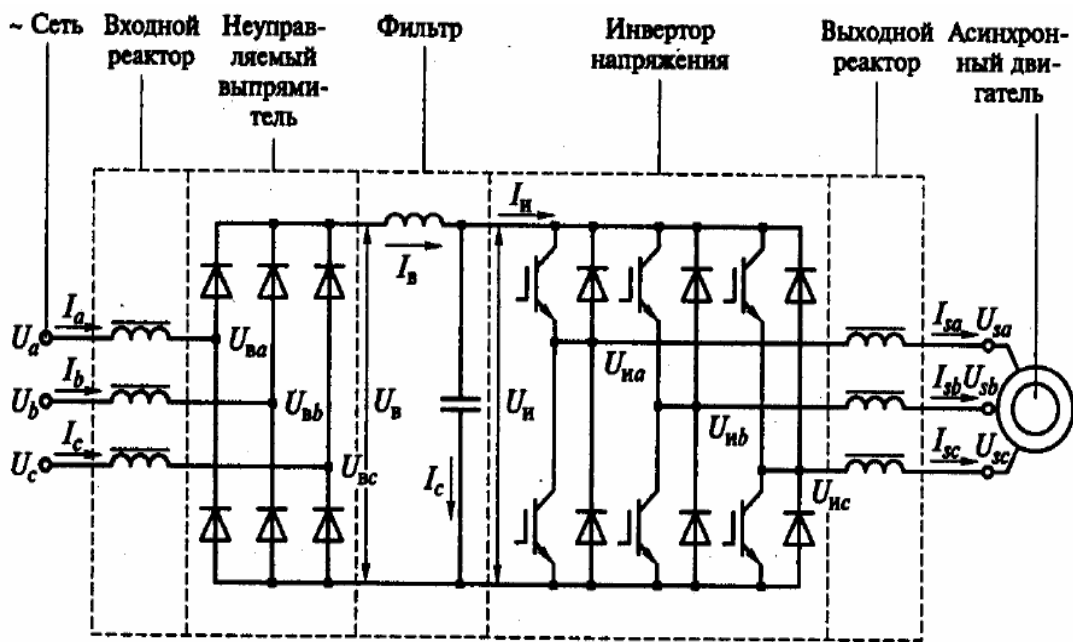 ~ Сеть
Входной
реактор
Неуправ-
ляемый
выпрями-
тель
Фильтр
Инвертор
напряжения
Выходной
реактор
Асинхрон-
ный дви-
гатель
Iи
Iв
Ia
Ua
Uвa
Isa
Usa
Uиa
Ib
Ub
Uвb
Uв
Uи
Isb
Usb
Uиb
Ic
Uc
Uвc
Ic
Isc
Usc
Uиc